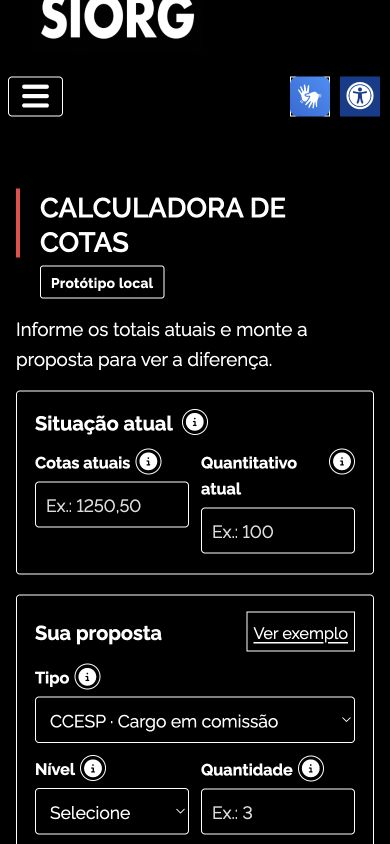 SIORG
CALCULADORA DE
COTAS
Protótipo local
Informe os totais atuais e monte a
proposta para ver a diferença.
Situação atual
Cotas atuais
Quantitativo
atual
Ex.: 1250,50
Ex.: 100
Sua proposta
Ver exemplo
Tipo
CCESP · Cargo em comissão
Nível
Quantidade
Selecione
Ex.: 3